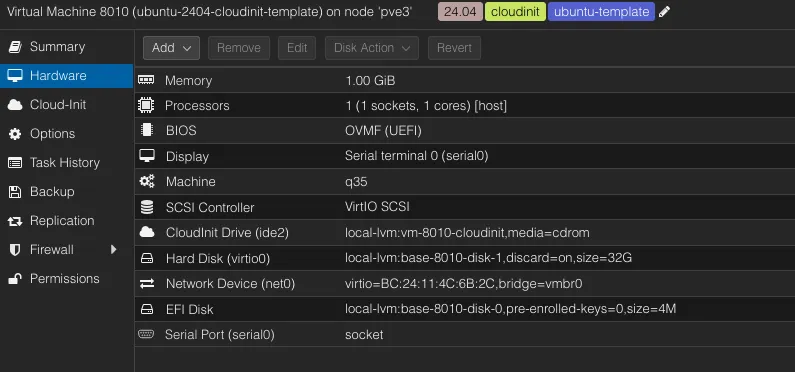 Virtual Machine 8010 (ubuntu-2404-cloudinit-template) on node 'pve3' 24.04 cloudinit ubuntu-template
Summary
Hardware
Cloud-Init
Options
Task History
Backup
Replication
Firewall
Permissions
Add Remove Edit Disk Action Revert
Memory 1.00 GiB
Processors 1 (1 sockets, 1 cores) [host]
BIOS OVMF (UEFI)
Display Serial terminal 0 (serial0)
Machine q35
SCSI Controller VirtIO SCSI
CloudInit Drive (ide2) local-lvm:vm-8010-cloudinit,media=cdrom
Hard Disk (virtio0) local-lvm:base-8010-disk-1,discard=on,size=32G
Network Device (net0) virtio=BC:24:11:4C:6B:2C,bridge=vmbr0
EFI Disk local-lvm:base-8010-disk-0,pre-enrolled-keys=0,size=4M
Serial Port (serial0) socket